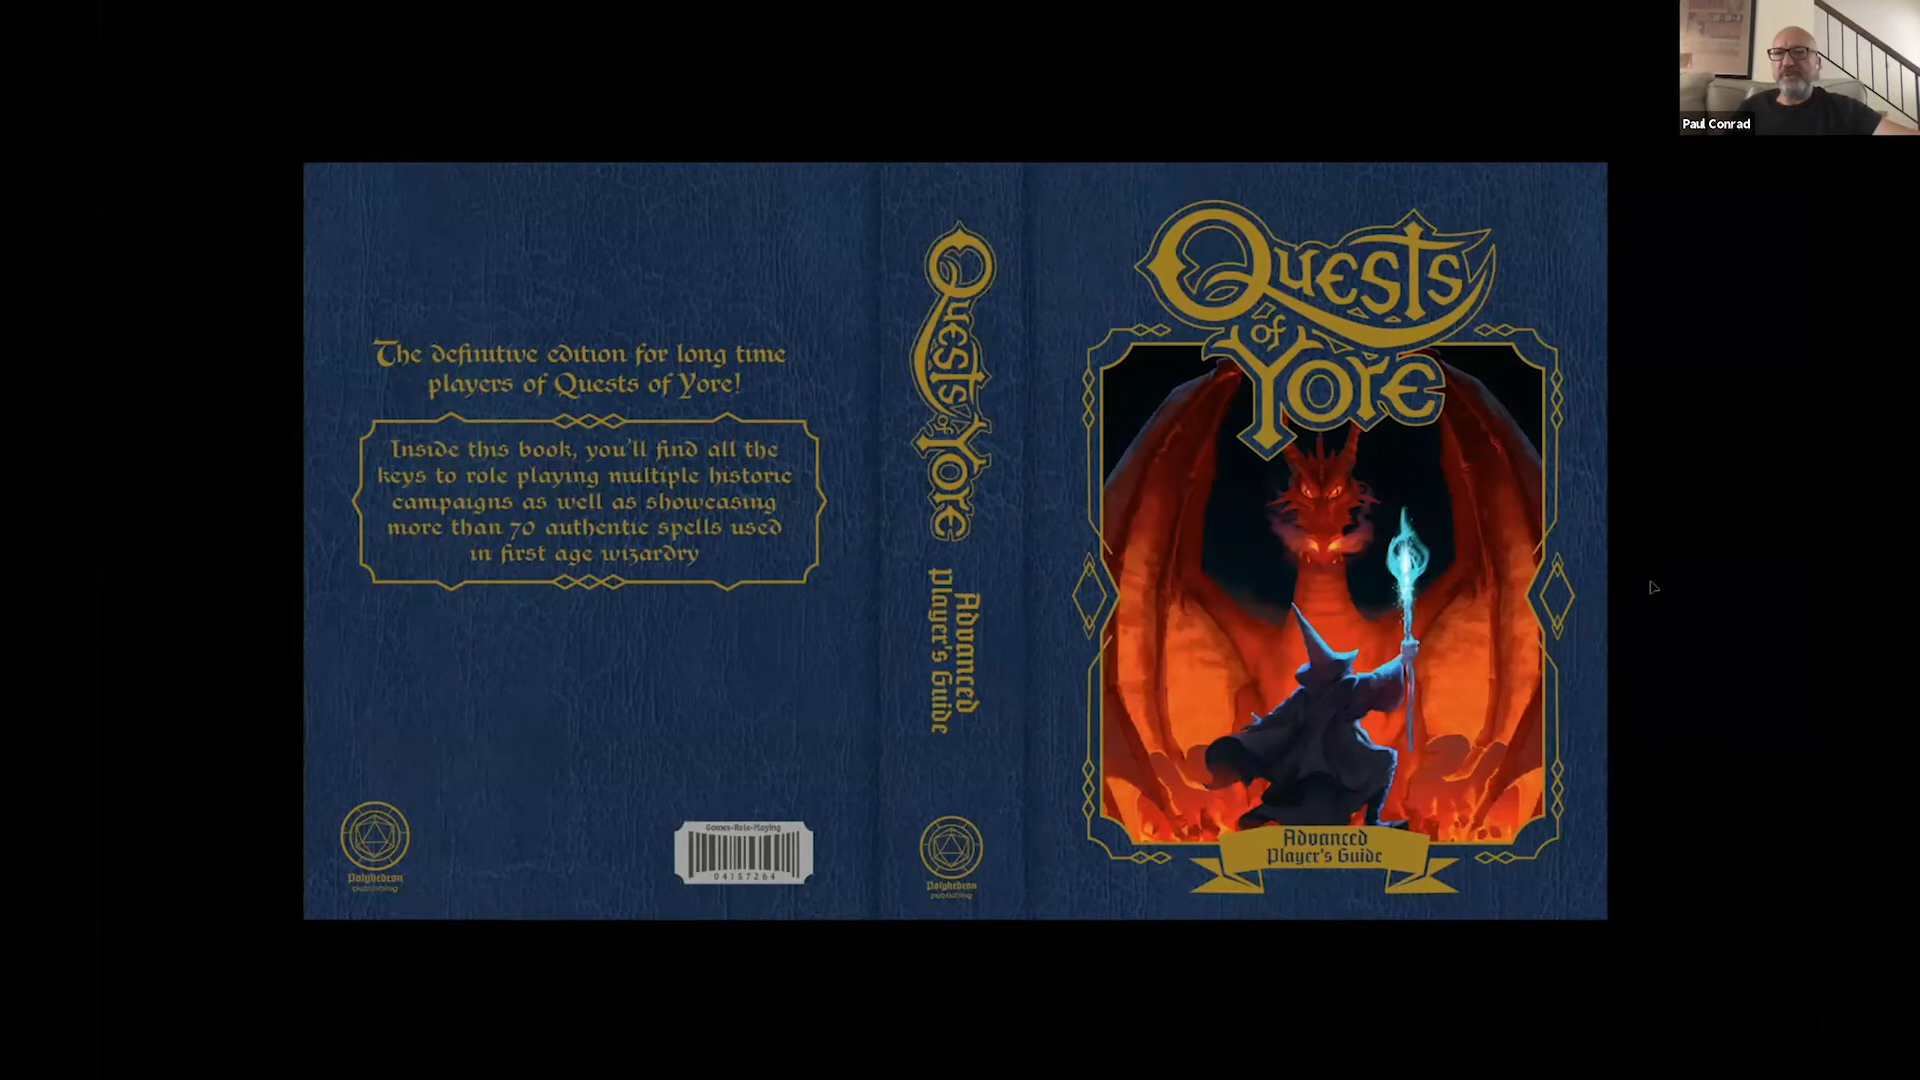 Paul Conrad
The definitive edition for long time
players of Quests of Yore!
Inside this book, you'll find all the
keys to role playing multiple historic
campaigns as well as showcasing
more than 70 authentic spells used
in first age wizardry
Polyhedron
publishing
Games-Role-Playing
04187264
Quests
of
Yore
Advanced
Player's Guide
Polyhedron
publishing
Quests
of
Yore
Advanced
Player's Guide